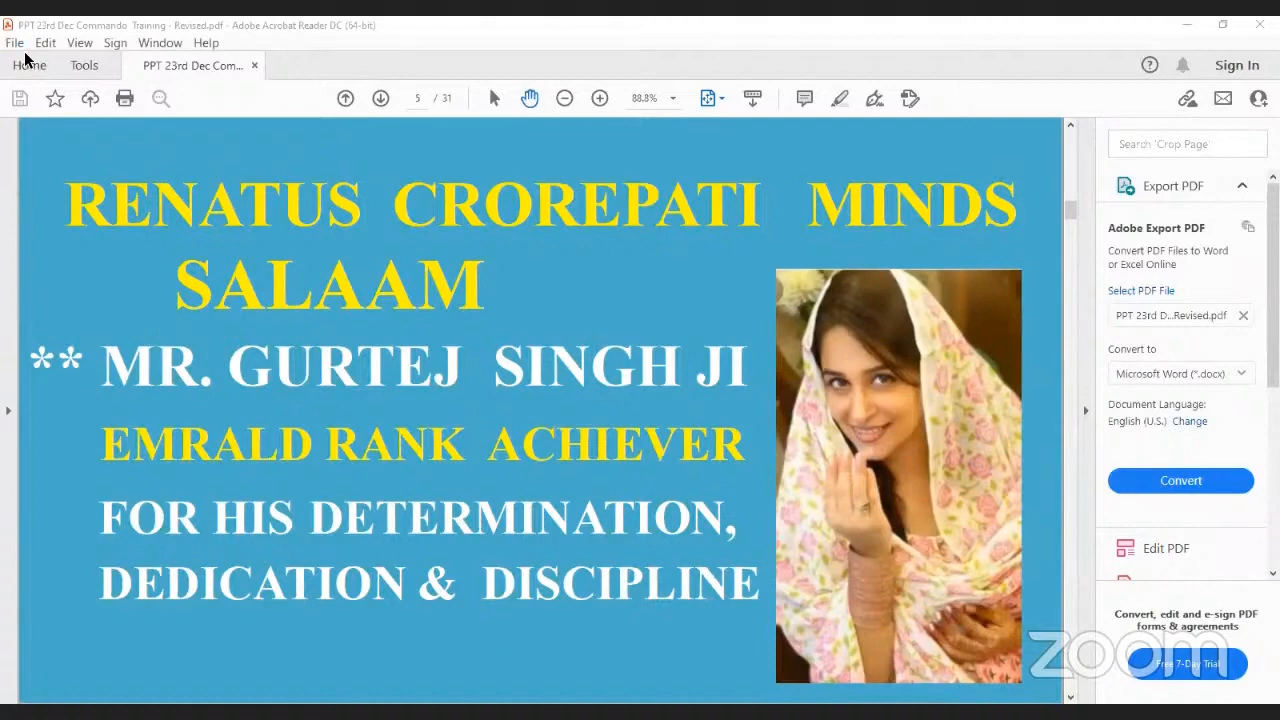 PPT 23rd Dec Commando Training - Revised.pdf - Adobe Acrobat Reader DC (64-bit)
File Edit View Sign Window Help
Home Tools PPT 23rd Dec Com... × Sign In
5 / 31 88.8%
RENATUS CROREPATI MINDS
SALAAM
** MR. GURTEJ SINGH JI
EMRALD RANK ACHIEVER
FOR HIS DETERMINATION,
DEDICATION & DISCIPLINE
Search 'Crop Page'
Export PDF
Adobe Export PDF
Convert PDF Files to Word
or Excel Online
Select PDF File
PPT 23rd D...Revised.pdf
Convert to
Microsoft Word (*.docx)
Document Language:
English (U.S.) Change
Convert
Edit PDF
Convert, edit and e-sign PDF
forms & agreements
Free 7-Day Trial
zoom